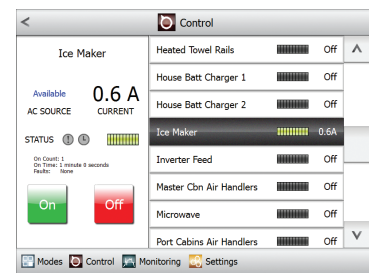 Control
Ice Maker
Available
AC SOURCE
0.6 A
CURRENT
STATUS
On Count: 1
On Time: 1 minute 0 seconds
Faults: None
On
Off
Heated Towel Rails Off
House Batt Charger 1 Off
House Batt Charger 2 Off
Ice Maker 0.6A
Inverter Feed Off
Master Cbn Air Handlers Off
Microwave Off
Port Cabins Air Handlers Off
Modes Control Monitoring Settings